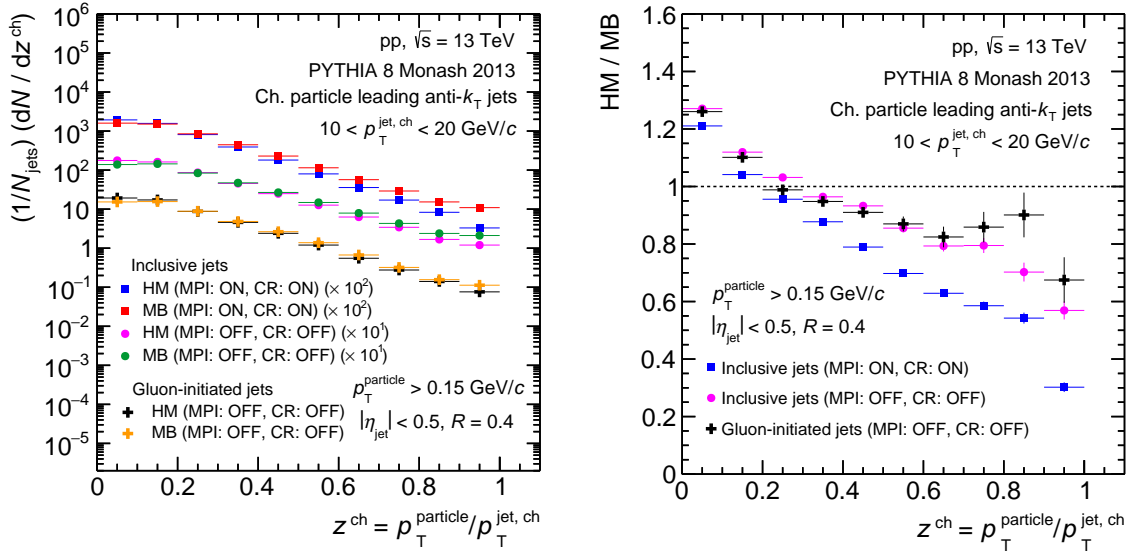 (1/N_jets) (dN / dz^ch)
10^6
10^5
10^4
10^3
10^2
10
1
10^−1
10^−2
10^−3
10^−4
10^−5
pp, √s = 13 TeV
PYTHIA 8 Monash 2013
Ch. particle leading anti-k_T jets
10 < p_T^jet, ch < 20 GeV/c
Inclusive jets
HM (MPI: ON, CR: ON) (× 10^2)
MB (MPI: ON, CR: ON) (× 10^2)
HM (MPI: OFF, CR: OFF) (× 10^1)
MB (MPI: OFF, CR: OFF) (× 10^1)
Gluon-initiated jets
HM (MPI: OFF, CR: OFF)
MB (MPI: OFF, CR: OFF)
p_T^particle > 0.15 GeV/c
|η_jet| < 0.5, R = 0.4
0 0.2 0.4 0.6 0.8 1
z^ch = p_T^particle/p_T^jet, ch
HM / MB
1.6
1.4
1.2
1
0.8
0.6
0.4
0.2
0
pp, √s = 13 TeV
PYTHIA 8 Monash 2013
Ch. particle leading anti-k_T jets
10 < p_T^jet, ch < 20 GeV/c
p_T^particle > 0.15 GeV/c
|η_jet| < 0.5, R = 0.4
Inclusive jets (MPI: ON, CR: ON)
Inclusive jets (MPI: OFF, CR: OFF)
Gluon-initiated jets (MPI: OFF, CR: OFF)
0 0.2 0.4 0.6 0.8 1
z^ch = p_T^particle/p_T^jet, ch